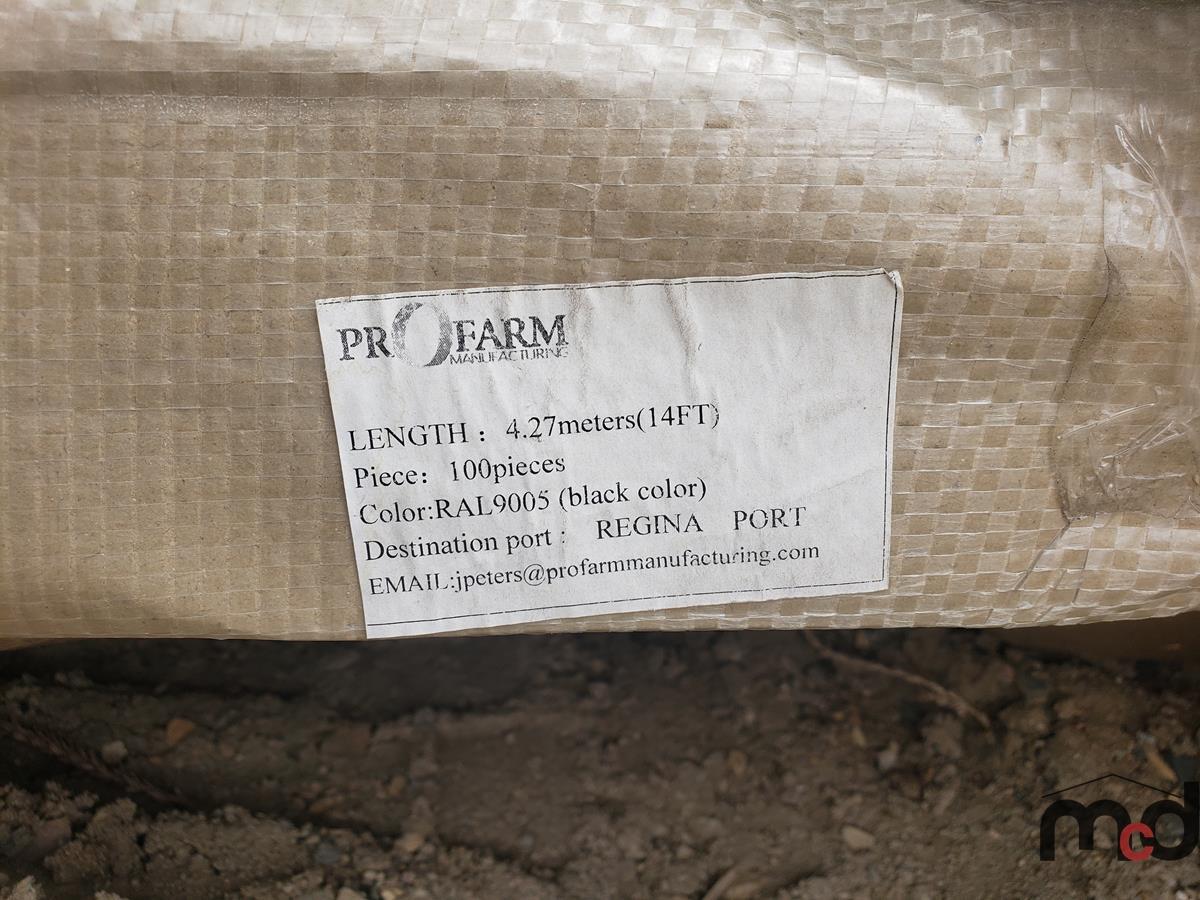 PROFARM
MANUFACTURING
LENGTH : 4.27meters(14FT)
Piece: 100pieces
Color:RAL9005 (black color)
Destination port : REGINA PORT
EMAIL:jpeters@profarmmanufacturing.com
mcd